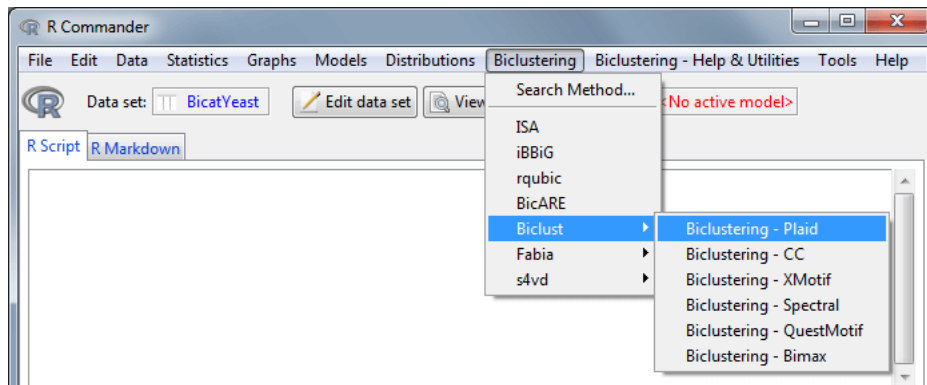 R Commander
File Edit Data Statistics Graphs Models Distributions Biclustering Biclustering - Help & Utilities Tools Help
R Data set: BicatYeast Edit data set View <No active model>
R Script R Markdown
Search Method...
ISA
iBBiG
rqubic
BicARE
Biclust
Fabia
s4vd
Biclustering - Plaid
Biclustering - CC
Biclustering - XMotif
Biclustering - Spectral
Biclustering - QuestMotif
Biclustering - Bimax